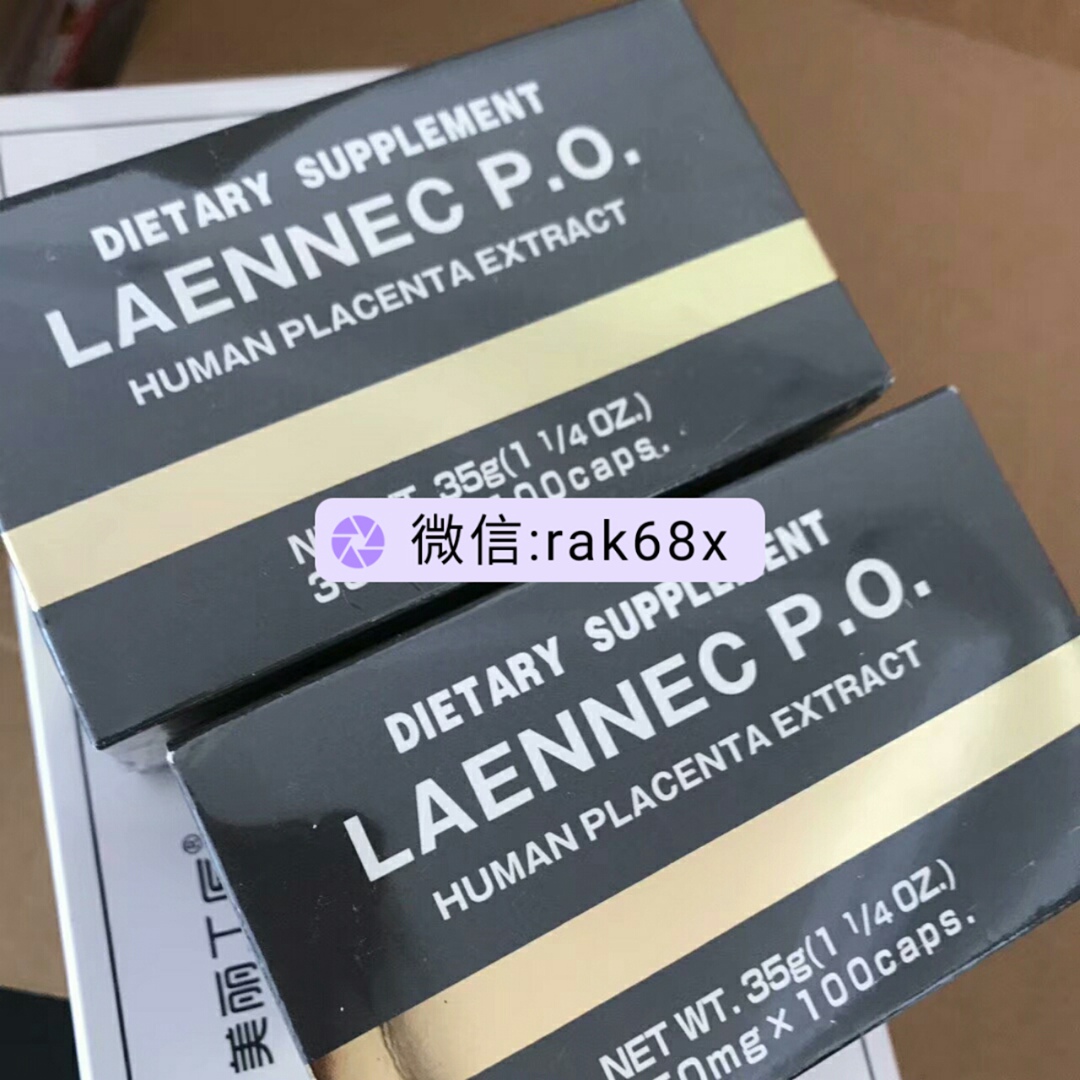 DIETARY SUPPLEMENT
LAENNEC P.O.
HUMAN PLACENTA EXTRACT
35g(1 1/4 OZ.)
微信:rak68x
DIETARY SUPPLEMENT
LAENNEC P.O.
HUMAN PLACENTA EXTRACT
NET WT. 35g(1 1/4 OZ.)
x 100caps.
美丽工匠®